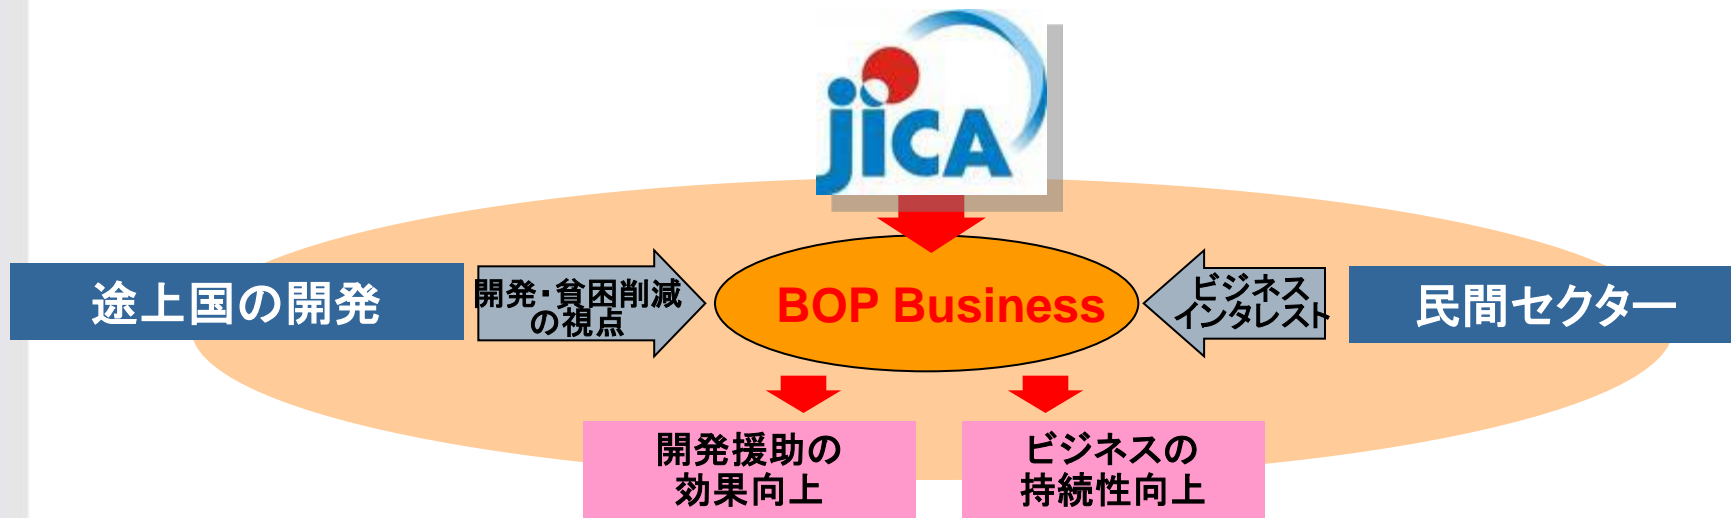 jICA
途上国の開発
開発・貧困削減
の視点
BOP Business
ビジネス
インタレスト
民間セクター
開発援助の
効果向上
ビジネスの
持続性向上